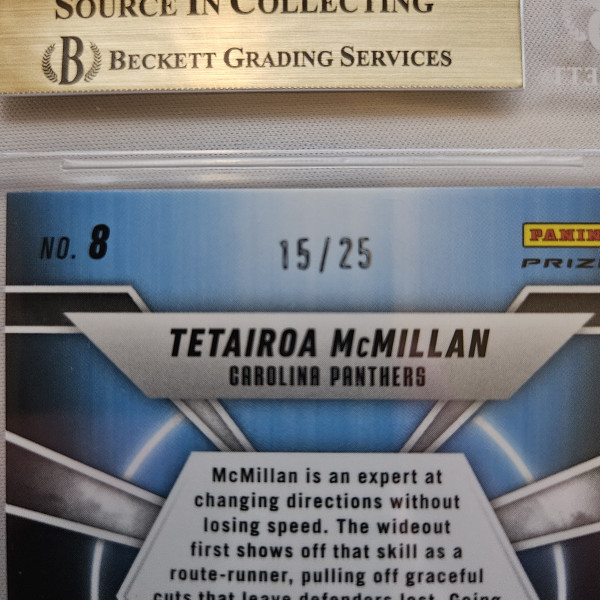 SOURCE IN COLLECTING
B BECKETT GRADING SERVICES
NO. 8
15/25
PANIN
PRIZ
TETAIROA McMILLAN
CAROLINA PANTHERS
McMillan is an expert at
changing directions without
losing speed. The wideout
first shows off that skill as a
route-runner, pulling off graceful
cuts that leave defenders lost. Going